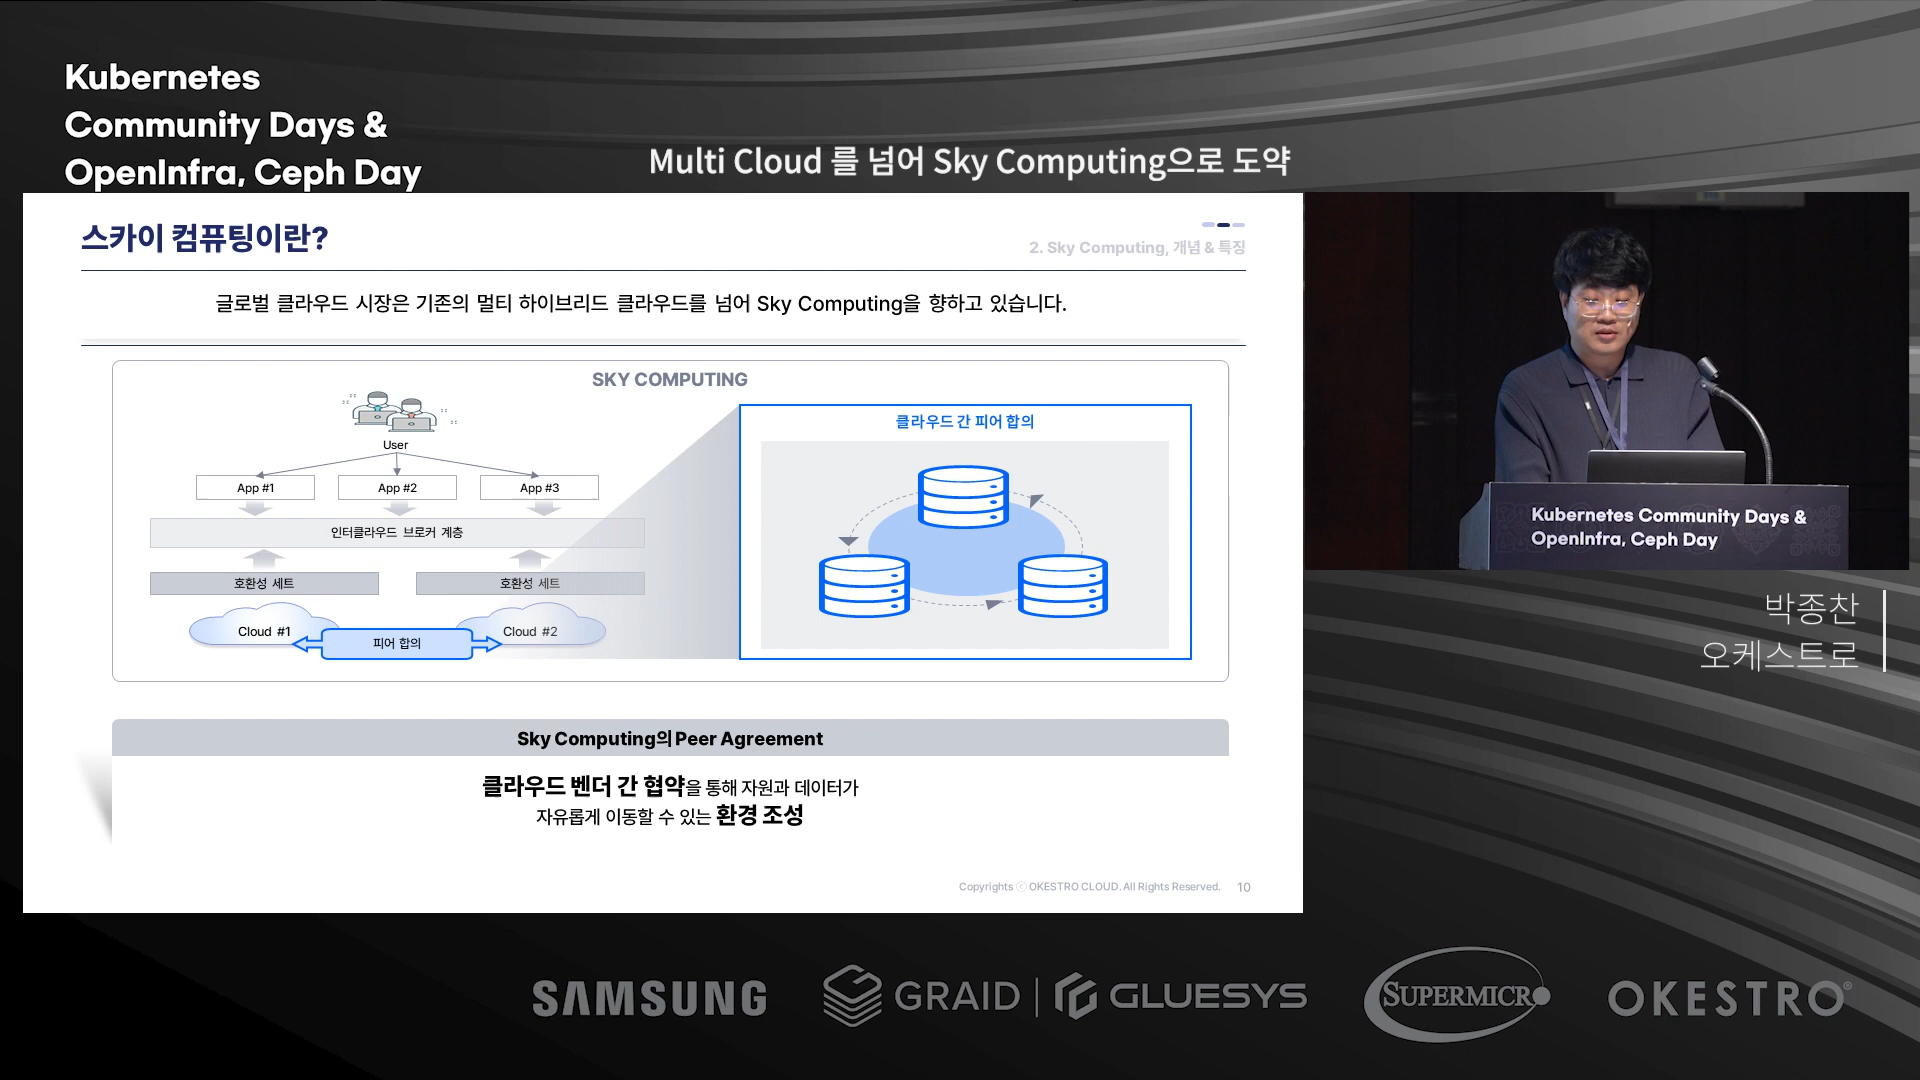 Kubernetes
Community Days &
OpenInfra, Ceph Day
Multi Cloud 를 넘어 Sky Computing으로 도약
스카이 컴퓨팅이란?
2. Sky Computing, 개념 & 특징
글로벌 클라우드 시장은 기존의 멀티 하이브리드 클라우드를 넘어 Sky Computing을 향하고 있습니다.
SKY COMPUTING
User
App #1
App #2
App #3
인터클라우드 브로커 계층
호환성 세트
호환성 세트
Cloud #1
피어 합의
Cloud #2
클라우드 간 피어 합의
Sky Computing의 Peer Agreement
클라우드 벤더 간 협약을 통해 자원과 데이터가
자유롭게 이동할 수 있는 환경 조성
Copyrights ⓒ OKESTRO CLOUD. All Rights Reserved.
10
Kubernetes Community Days &
OpenInfra, Ceph Day
박종찬
오케스트로
SAMSUNG
GRAID | GLUESYS
SUPERMICRO
OKESTRO®